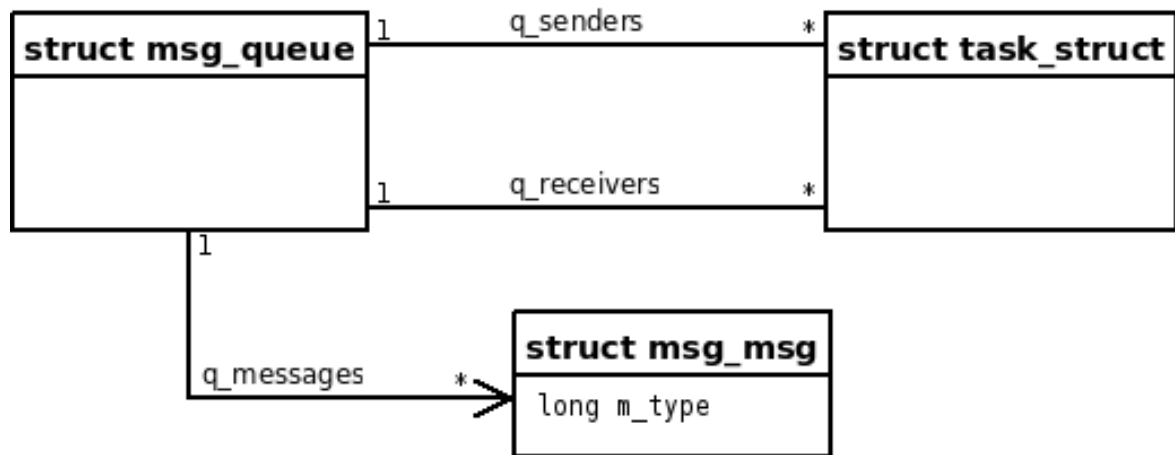 struct msg_queue
1
q_senders
*
struct task_struct
1
q_receivers
*
1
q_messages
*
struct msg_msg
long m_type